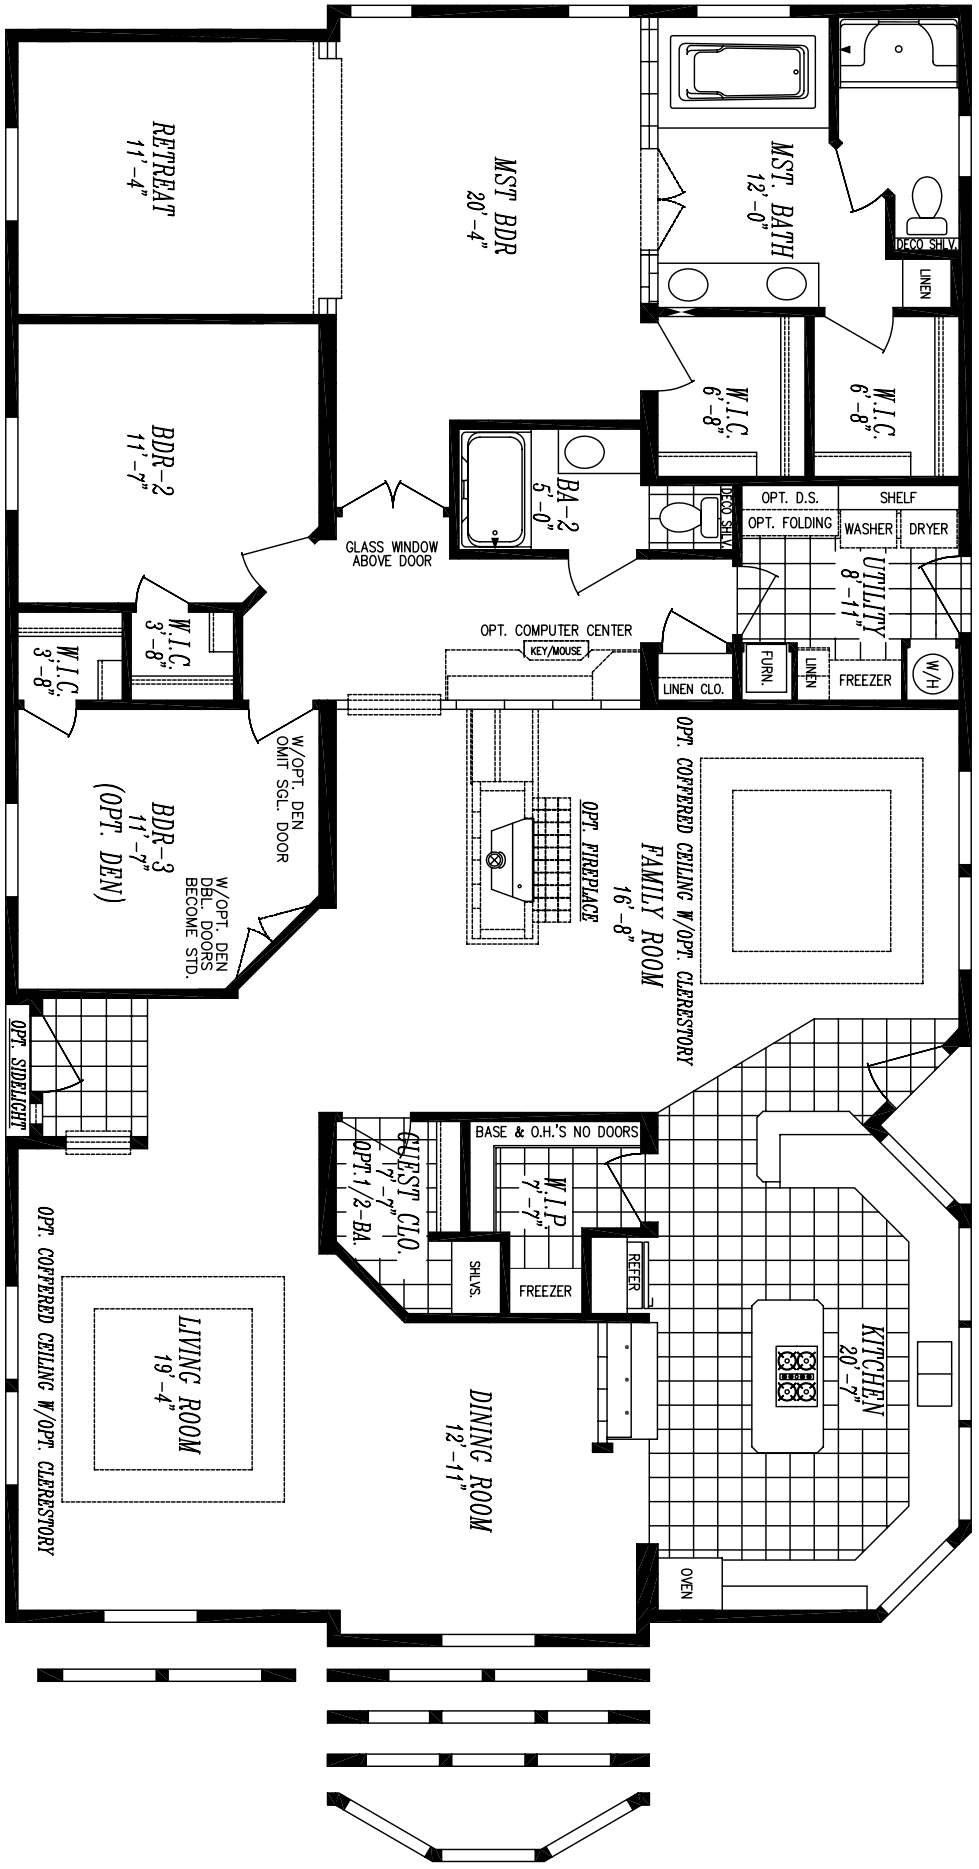 RETREAT
11'-4"
MST BDR
20'-4"
MST. BATH
12'-0"
DECO SHLV.
LINEN
W.I.C.
6'-8"
W.I.C.
6'-8"
BDR-2
11'-7"
BA-2
5'-0"
DECO SHLV.
OPT. D.S.
SHELF
OPT. FOLDING
WASHER
DRYER
GLASS WINDOW
ABOVE DOOR
UTILITY
8'-11"
W.I.C.
3'-8"
W.I.C.
3'-8"
OPT. COMPUTER CENTER
KEY/MOUSE
LINEN CLO.
FURN.
LINEN
FREEZER
W/H
W/OPT. DEN
OMIT SGL. DOOR
BDR-3
11'-7"
(OPT. DEN)
W/OPT. DEN
DBL. DOORS
BECOME STD.
OPT. FIREPLACE
FAMILY ROOM
16'-8"
OPT. COFFERED CEILING W/OPT. CLERESTORY
OPT. SIDELIGHT
GUEST CLO.
7'-7"
OPT.1/2-BA.
BASE & O.H.'S NO DOORS
W.I.P.
7'-7"
SHLVS.
FREEZER
REFER
KITCHEN
20'-7"
LIVING ROOM
19'-4"
OPT. COFFERED CEILING W/OPT. CLERESTORY
DINING ROOM
12'-11"
OVEN